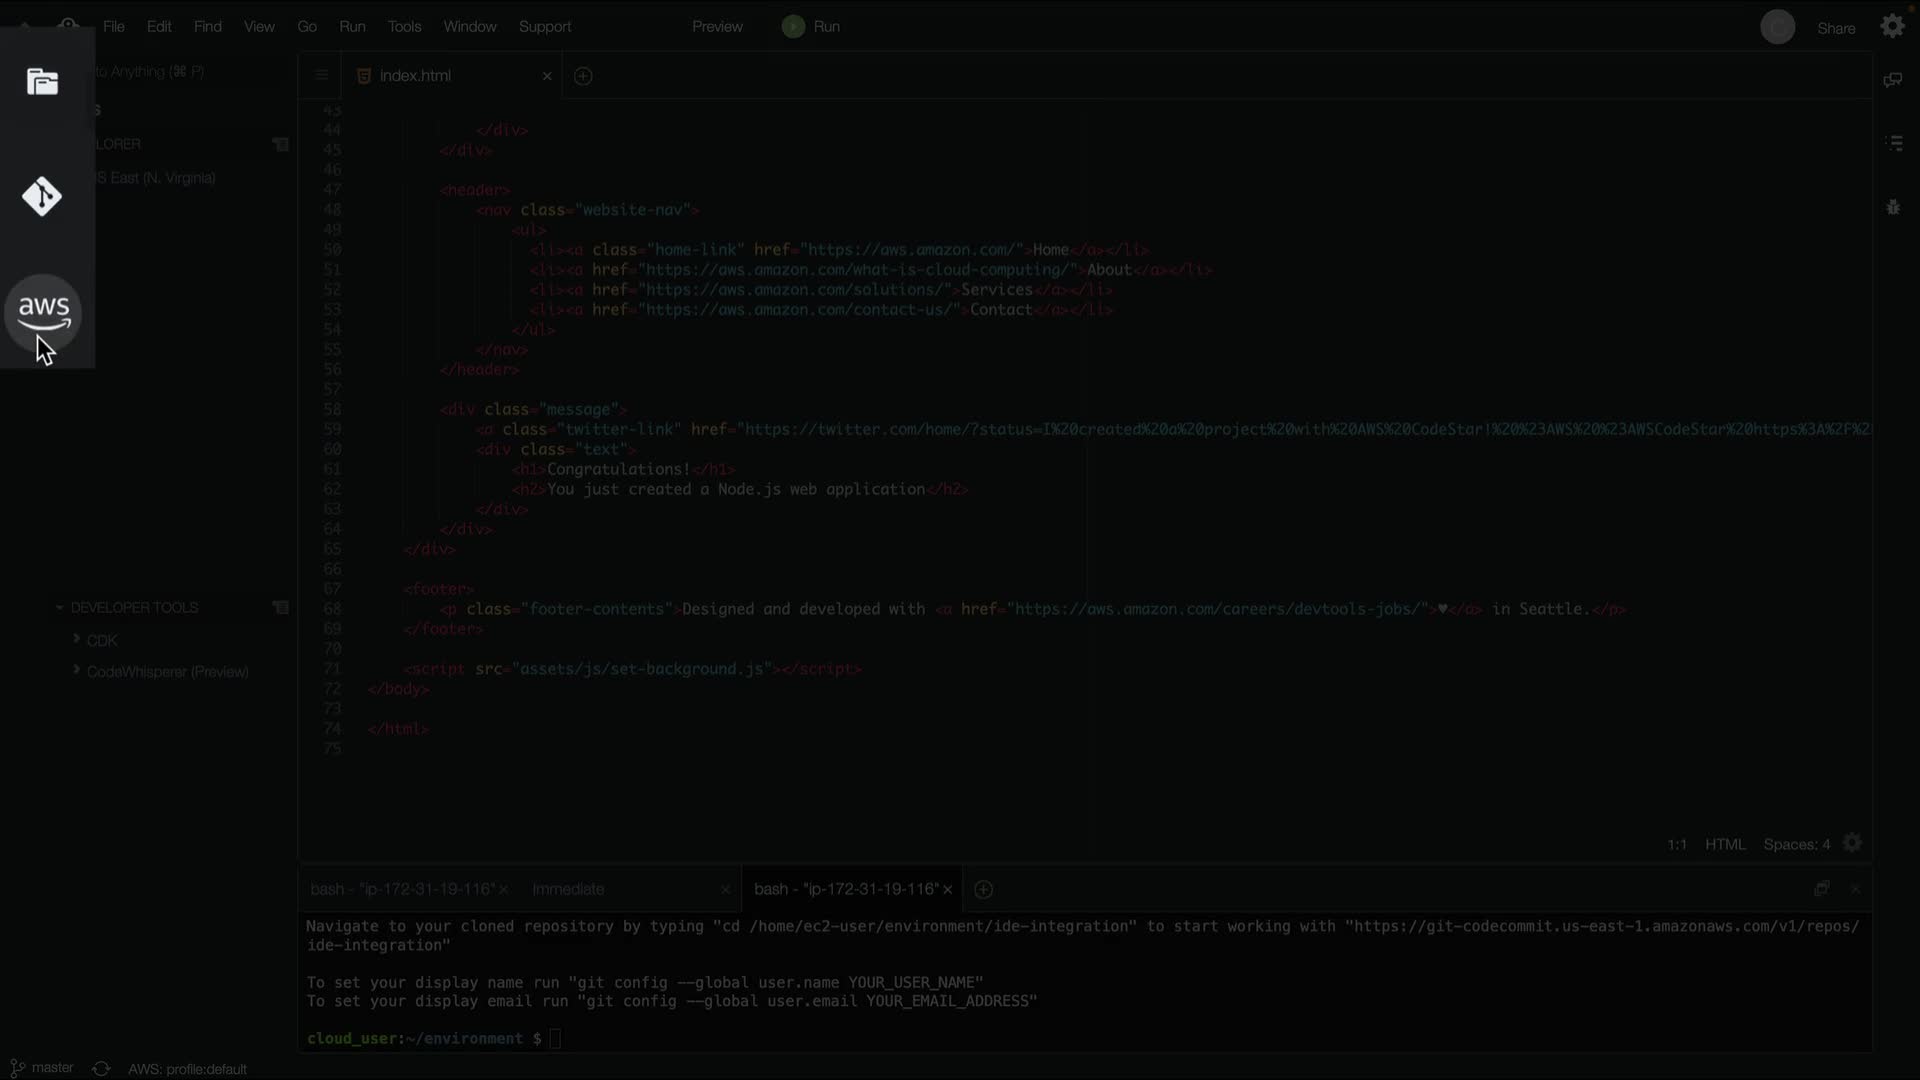 File Edit Find View Go Run Tools Window Support Preview Run Share
to Anything (⌘ P)
index.html
S
LORER
S East (N. Virginia)
aws
DEVELOPER TOOLS
CDK
CodeWhisperer (Preview)
43
44 </div>
45 </div>
46
47 <header>
48 <nav class="website-nav">
49 <ul>
50 <li><a class="home-link" href="https://aws.amazon.com/">Home</a></li>
51 <li><a href="https://aws.amazon.com/what-is-cloud-computing/">About</a></li>
52 <li><a href="https://aws.amazon.com/solutions/">Services</a></li>
53 <li><a href="https://aws.amazon.com/contact-us/">Contact</a></li>
54 </ul>
55 </nav>
56 </header>
57
58 <div class="message">
59 <a class="twitter-link" href="https://twitter.com/home/?status=I%20created%20a%20project%20with%20AWS%20CodeStar!%20%23AWS%20%23AWSCodeStar%20https%3A%2F%2
60 <div class="text">
61 <h1>Congratulations!</h1>
62 <h2>You just created a Node.js web application</h2>
63 </div>
64 </div>
65 </div>
66
67 <footer>
68 <p class="footer-contents">Designed and developed with <a href="https://aws.amazon.com/careers/devtools-jobs/">♥</a> in Seattle.</p>
69 </footer>
70
71 <script src="assets/js/set-background.js"></script>
72 </body>
73
74 </html>
75
1:1 HTML Spaces: 4
bash - "ip-172-31-19-116" Immediate bash - "ip-172-31-19-116"
Navigate to your cloned repository by typing "cd /home/ec2-user/environment/ide-integration" to start working with "https://git-codecommit.us-east-1.amazonaws.com/v1/repos/
ide-integration"
To set your display name run "git config --global user.name YOUR_USER_NAME"
To set your display email run "git config --global user.email YOUR_EMAIL_ADDRESS"
cloud_user:~/environment $
master AWS: profile:default